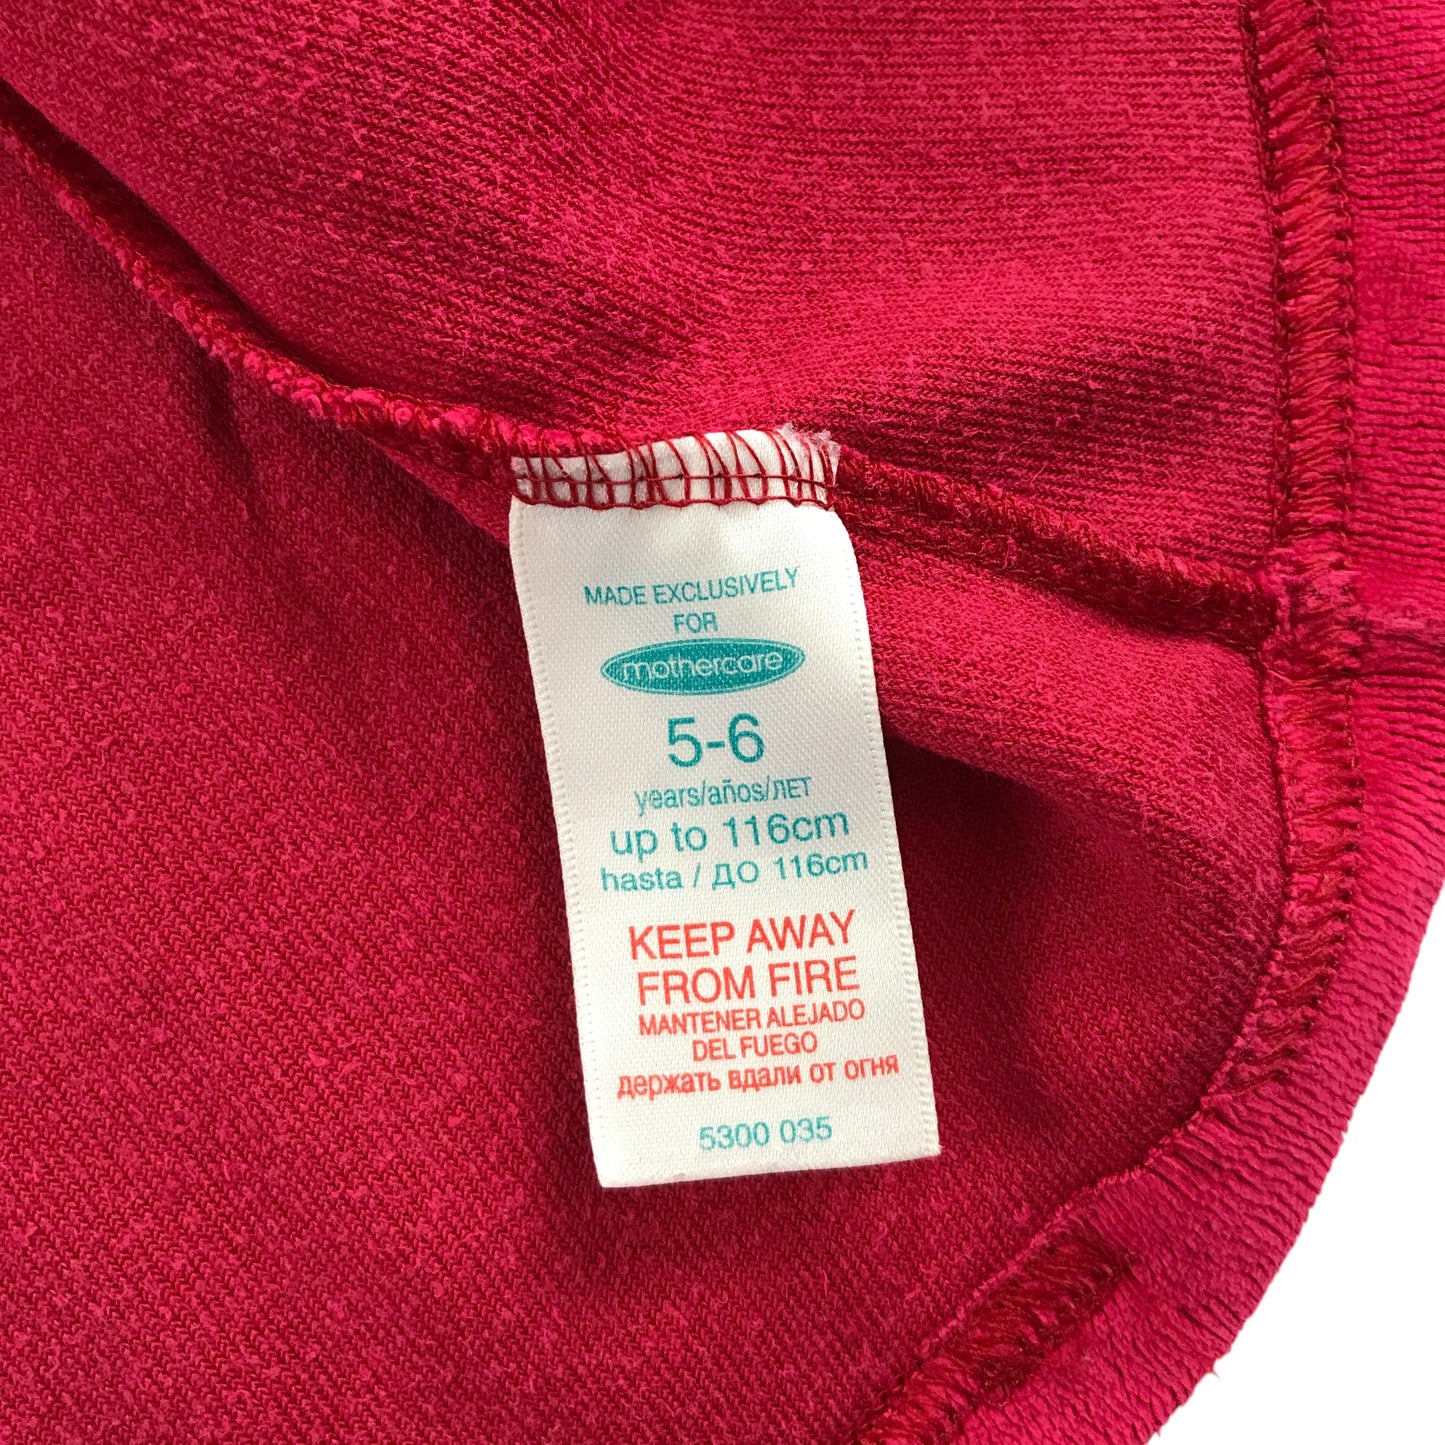 MADE EXCLUSIVELY
FOR
mothercare
5-6
years/años/ЛЕТ
up to 116cm
hasta / ДО 116cm
KEEP AWAY
FROM FIRE
MANTENER ALEJADO
DEL FUEGO
держать вдали от огня
5300 035